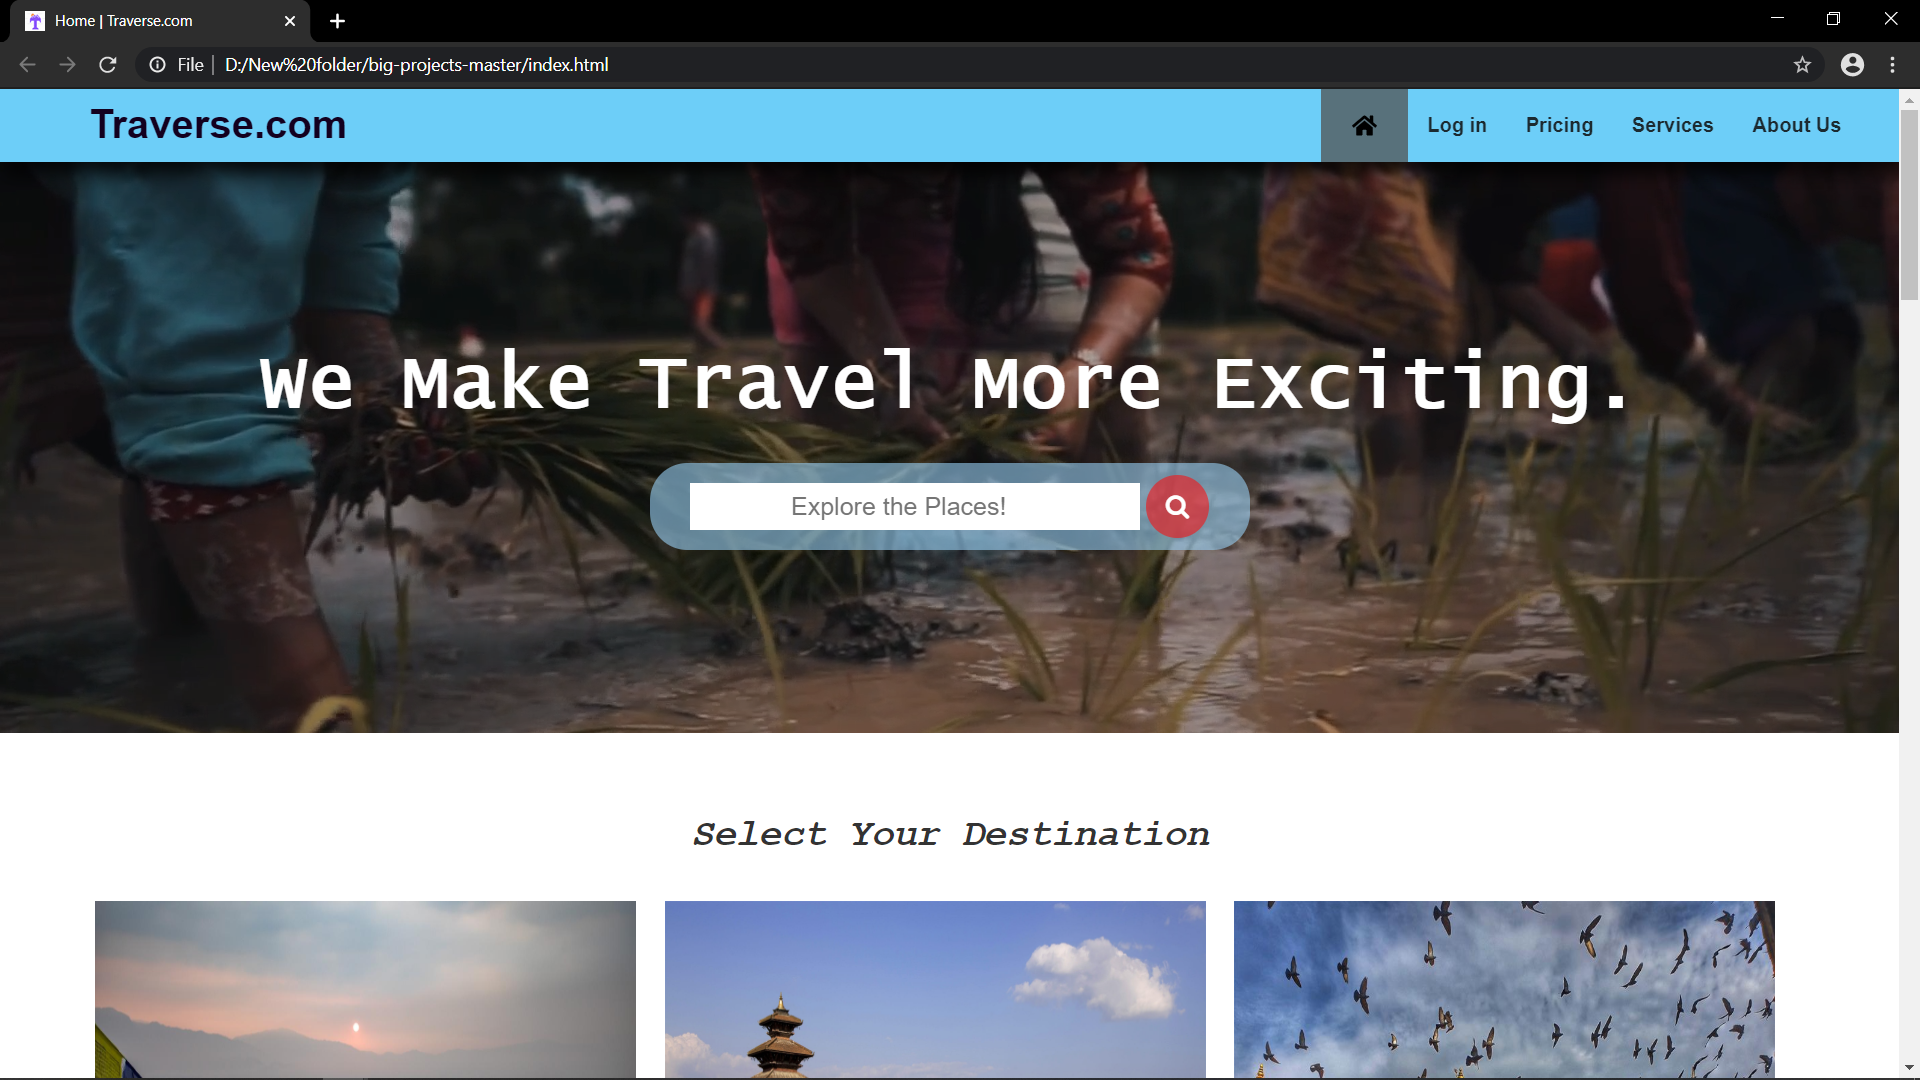 Home | Traverse.com
File | D:/New%20folder/big-projects-master/index.html
Traverse.com
Log in
Pricing
Services
About Us
We Make Travel More Exciting.
Explore the Places!
Select Your Destination